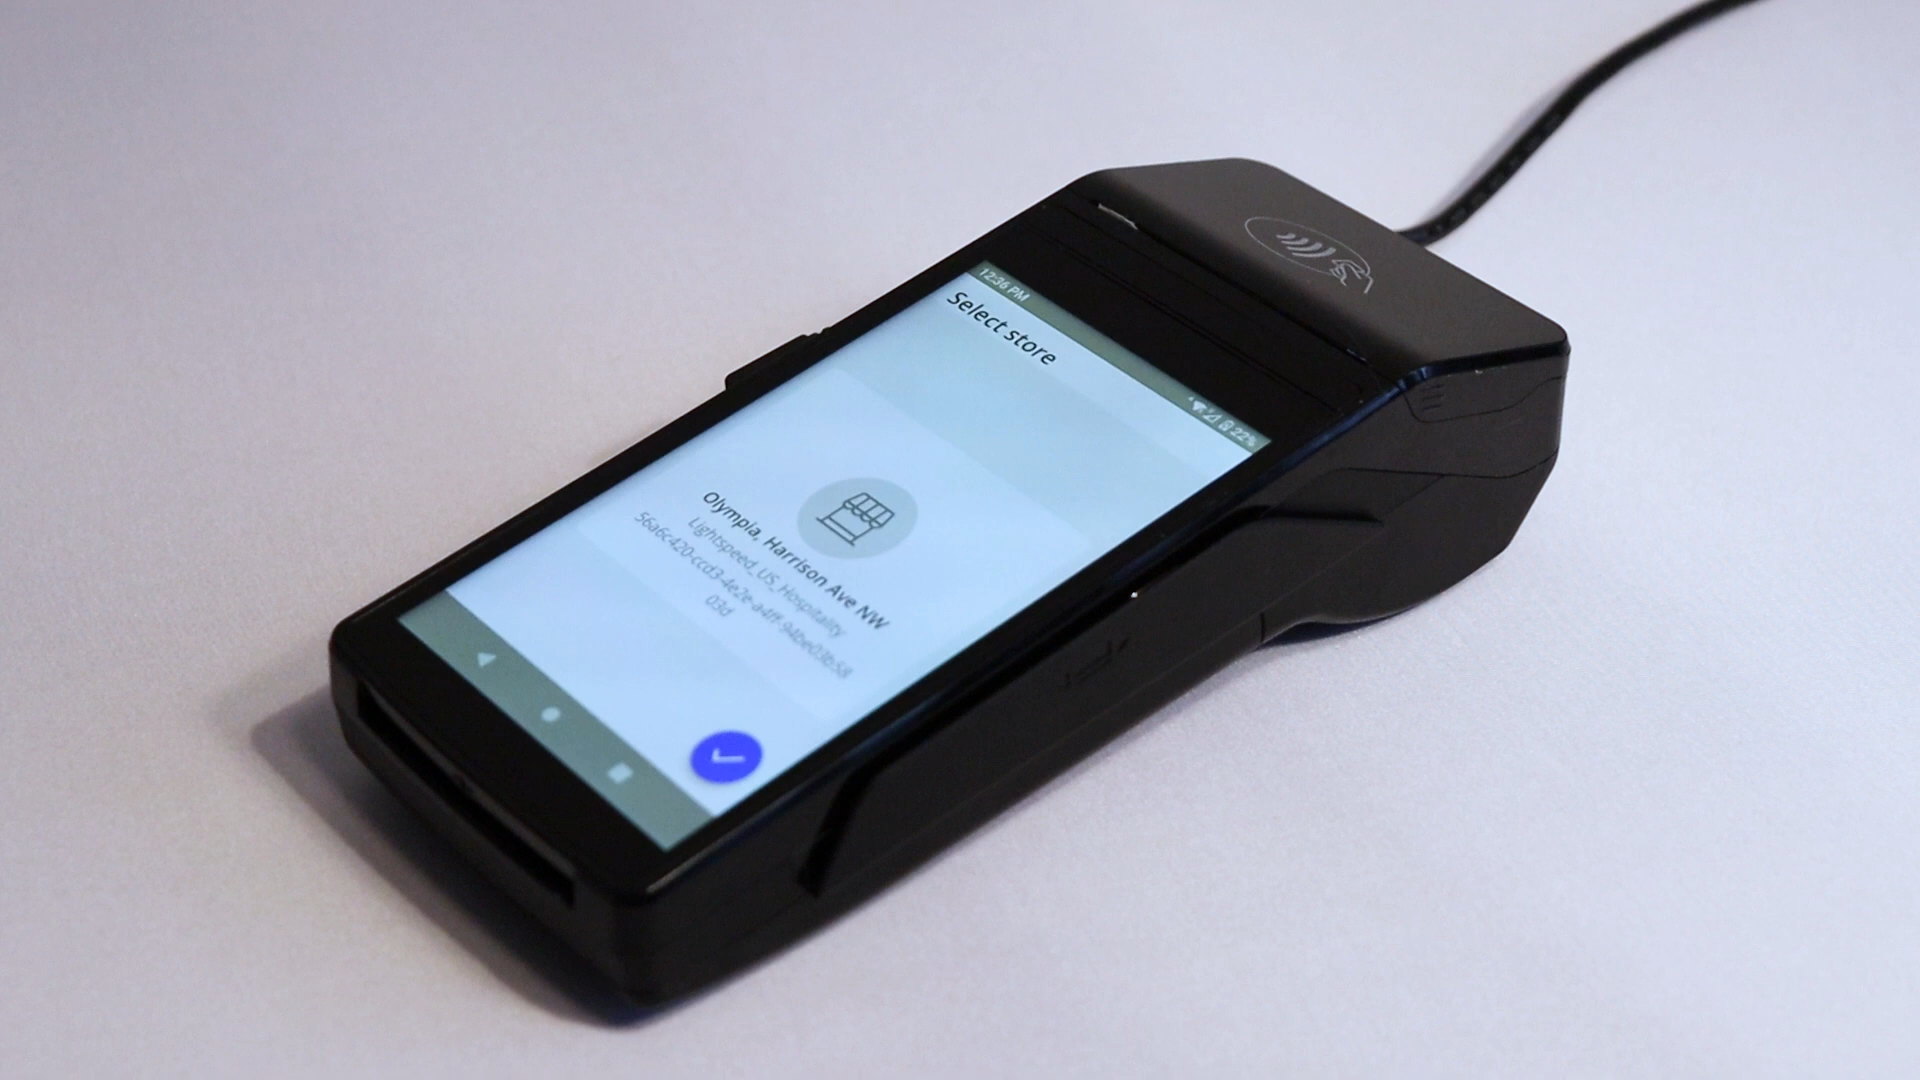 12:36 PM
22%
Select store
Olympia, Harrison Ave NW
Lightspeed_US_Hospitality
56a6c420-ccd3-4e2e-a4ff-94be03b58
03d